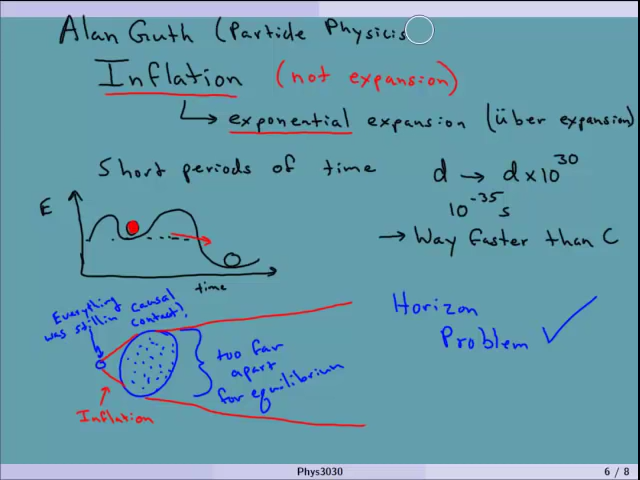 Alan Guth (Particle Physicis
Inflation (not expansion)
exponential expansion (über expansion)
Short periods of time
d → d x 10^30
10^-35 s
→ Way faster than C
E
time
Everything
was still in causal
contact).
Inflation
too far
apart
for equilibrium
Horizon
Problem ✓
Phys3030
6 / 8